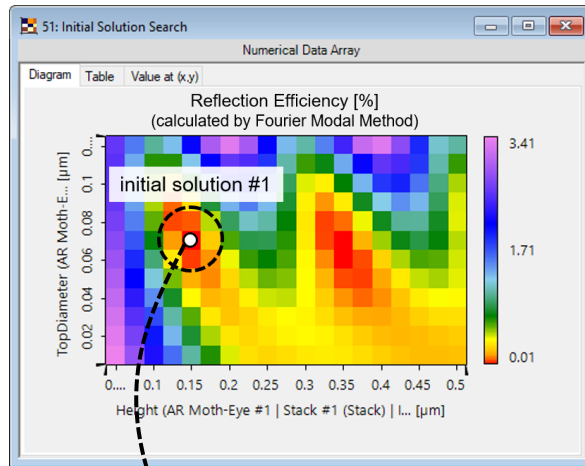 51: Initial Solution Search
Numerical Data Array
Diagram Table Value at (x,y)
Reflection Efficiency [%]
(calculated by Fourier Modal Method)
initial solution #1
TopDiameter (AR Moth-E... [µm]
0.02 0.04 0.06 0.08 0.1 0...
3.41
1.71
0.01
0.... 0.1 0.15 0.2 0.25 0.3 0.35 0.4 0.45 0.5
Height (AR Moth-Eye #1 | Stack #1 (Stack) | I... [µm]